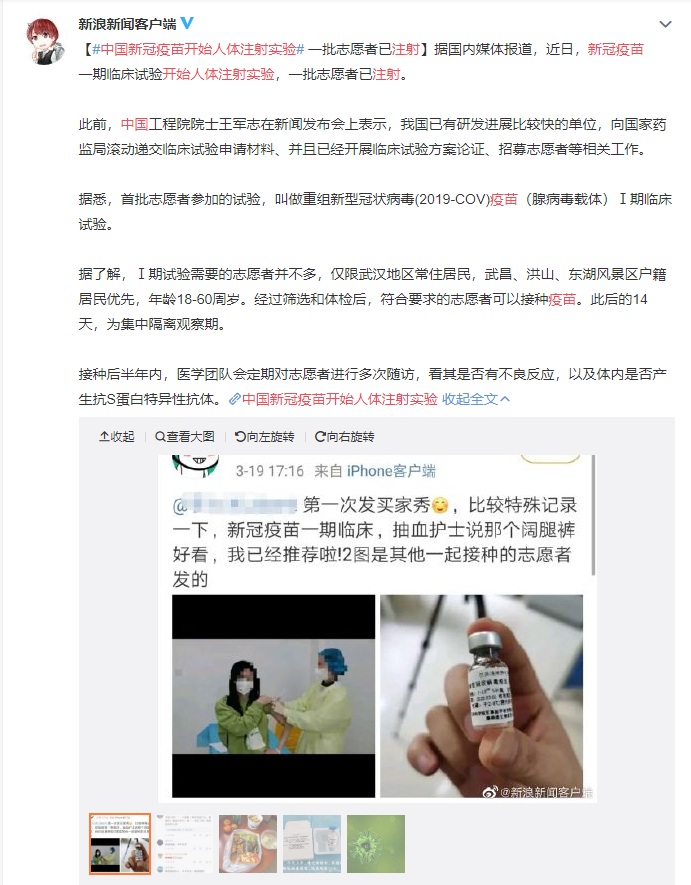 新浪新闻客户端
【#中国新冠疫苗开始人体注射实验# 一批志愿者已注射】据国内媒体报道，近日，新冠疫苗
一期临床试验开始人体注射实验，一批志愿者已注射。
此前，中国工程院院士王军志在新闻发布会上表示，我国已有研发进展比较快的单位，向国家药
监局滚动递交临床试验申请材料、并且已经开展临床试验方案论证、招募志愿者等相关工作。
据悉，首批志愿者参加的试验，叫做重组新型冠状病毒(2019-COV)疫苗（腺病毒载体）Ⅰ期临床
试验。
据了解，Ⅰ期试验需要的志愿者并不多，仅限武汉地区常住居民，武昌、洪山、东湖风景区户籍
居民优先，年龄18-60周岁。经过筛选和体检后，符合要求的志愿者可以接种疫苗。此后的14
天，为集中隔离观察期。
接种后半年内，医学团队会定期对志愿者进行多次随访，看其是否有不良反应，以及体内是否产
生抗S蛋白特异性抗体。中国新冠疫苗开始人体注射实验 收起全文
收起 查看大图 向左旋转 向右旋转
3-19 17:16 来自 iPhone客户端
@ 第一次发买家秀，比较特殊记录
一下，新冠疫苗一期临床，抽血护士说那个阔腿裤
好看，我已经推荐啦!2图是其他一起接种的志愿者
发的
@新浪新闻客户端